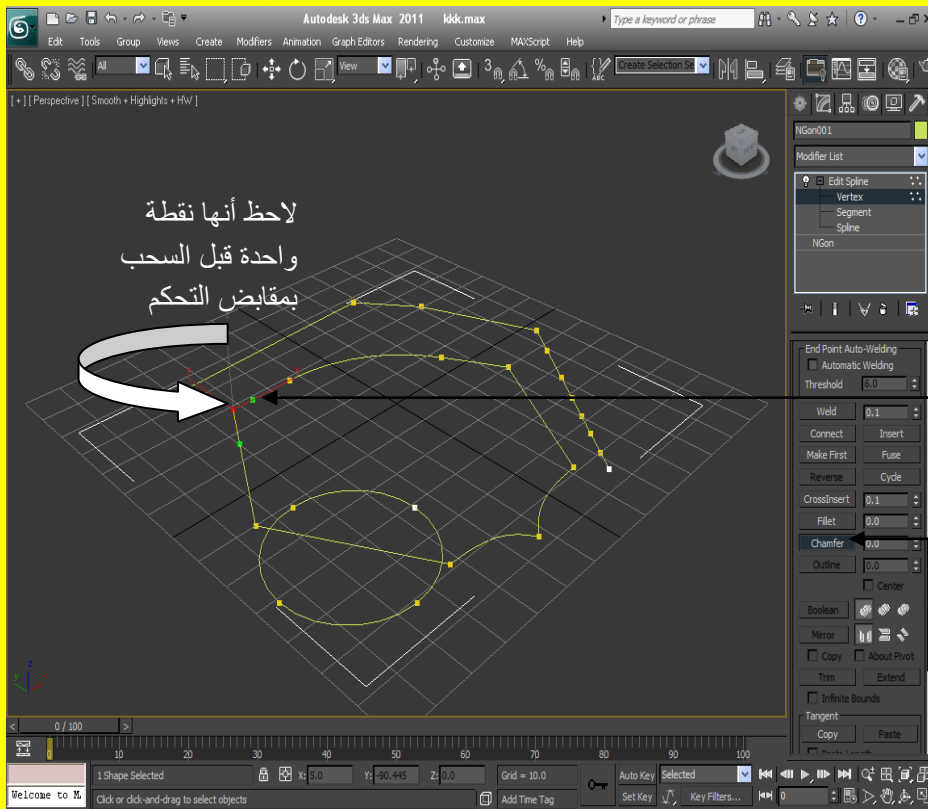 Autodesk 3ds Max 2011 kkk.max
Type a keyword or phrase
Edit Tools Group Views Create Modifiers Animation Graph Editors Rendering Customize MAXScript Help
All View Create Selection Se
[ + ] [ Perspective ] [ Smooth + Highlights + HW ]
NGon001
Modifier List
Edit Spline
Vertex
Segment
Spline
NGon
لاحظ أنها نقطة
واحدة قبل السحب
بمقابض التحكم
End Point Auto-Welding
Automatic Welding
Threshold 6.0
Weld 0.1
Connect Insert
Make First Fuse
Reverse Cycle
CrossInsert 0.1
Fillet 0.0
Chamfer 0.0
Outline 0.0
Center
Boolean
Mirror
Copy About Pivot
Trim Extend
Infinite Bounds
Tangent
Copy Paste
z
y
0 / 100
0 10 20 30 40 50 60 70 80 90 100
1 Shape Selected X: 5.0 Y: -90.445 Z: 0.0 Grid = 10.0 Auto Key Selected
Welcome to M. Click or click-and-drag to select objects Add Time Tag Set Key Key Filters... 0